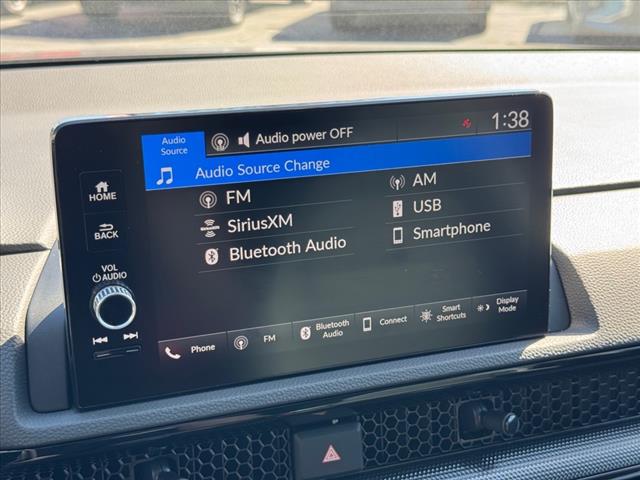 Audio
Source
Audio power OFF
1:38
Audio Source Change
HOME
BACK
VOL
AUDIO
FM
AM
SiriusXM
USB
Bluetooth Audio
Smartphone
Phone
FM
Bluetooth
Audio
Connect
Smart
Shortcuts
Display
Mode